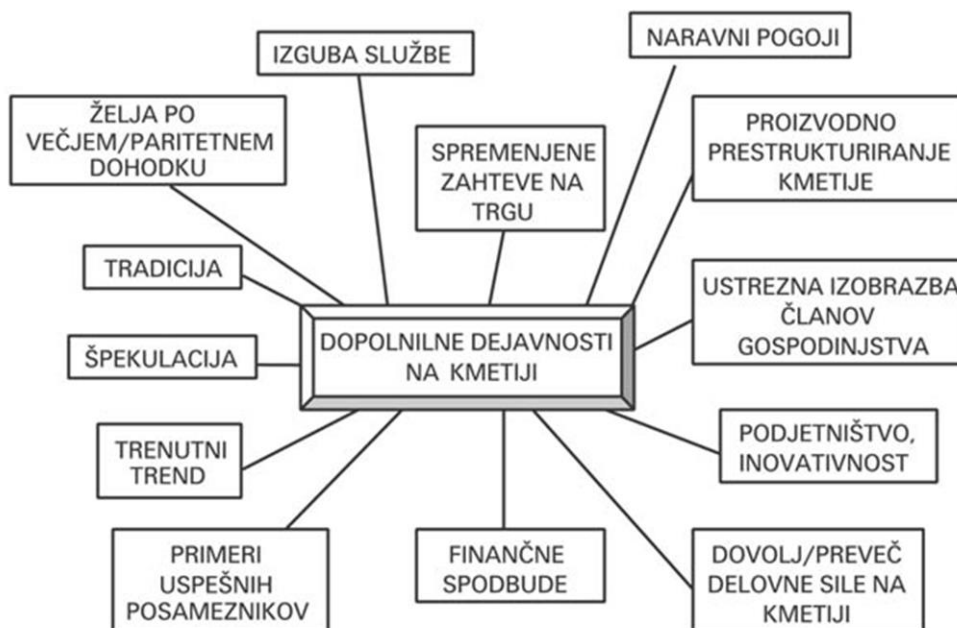 IZGUBA SLUŽBE
NARAVNI POGOJI
ŽELJA PO
VEČJEM/PARITETNEM
DOHODKU
SPREMENJENE
ZAHTEVE NA
TRGU
PROIZVODNO
PRESTRUKTURIRANJE
KMETIJE
TRADICIJA
USTREZNA IZOBRAZBA
ČLANOV
GOSPODINJSTVA
DOPOLNILNE DEJAVNOSTI
NA KMETIJI
ŠPEKULACIJA
TRENUTNI
TREND
PODJETNIŠTVO,
INOVATIVNOST
PRIMERI
USPEŠNIH
POSAMEZNIKOV
FINANČNE
SPODBUDE
DOVOLJ/PREVEČ
DELOVNE SILE NA
KMETIJI